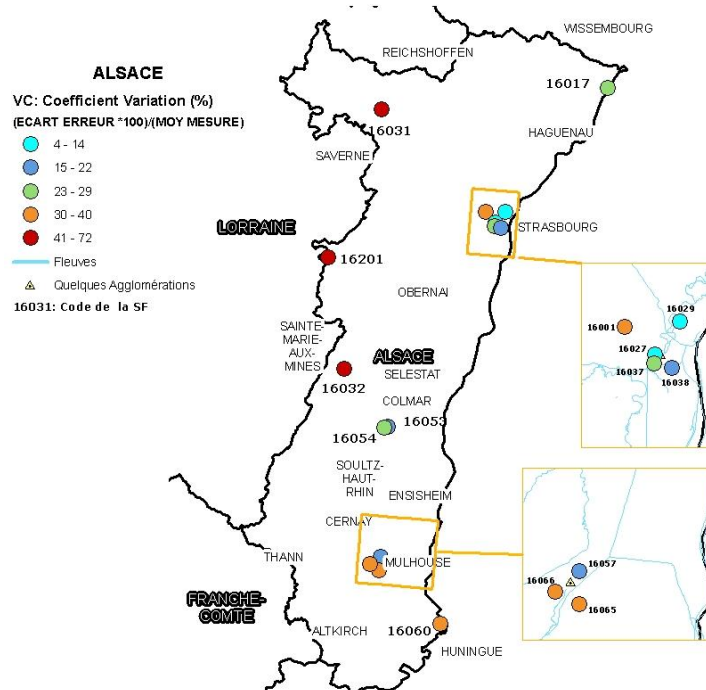 WISSEMBOURG
REICHSHOFFEN
ALSACE
VC: Coefficient Variation (%)
(ECART ERREUR *100)/(MOY MESURE)
4 - 14
15 - 22
23 - 29
30 - 40
41 - 72
Fleuves
Quelques Agglomérations
16031: Code de la SF
16017
16031
HAGUENAU
SAVERNE
LORRAINE
STRASBOURG
16201
OBERNAI
16029
16001
16027
16037
16038
SAINTE-
MARIE-
AUX-
MINES
ALSACE
SELESTAT
16032
COLMAR
16053
16054
SOULTZ-
HAUT-
RHIN
ENSISHEIM
CERNAY
THANN
MULHOUSE
16057
16066
16065
FRANCHE-
COMTE
ALTKIRCH
16060
HUNINGUE